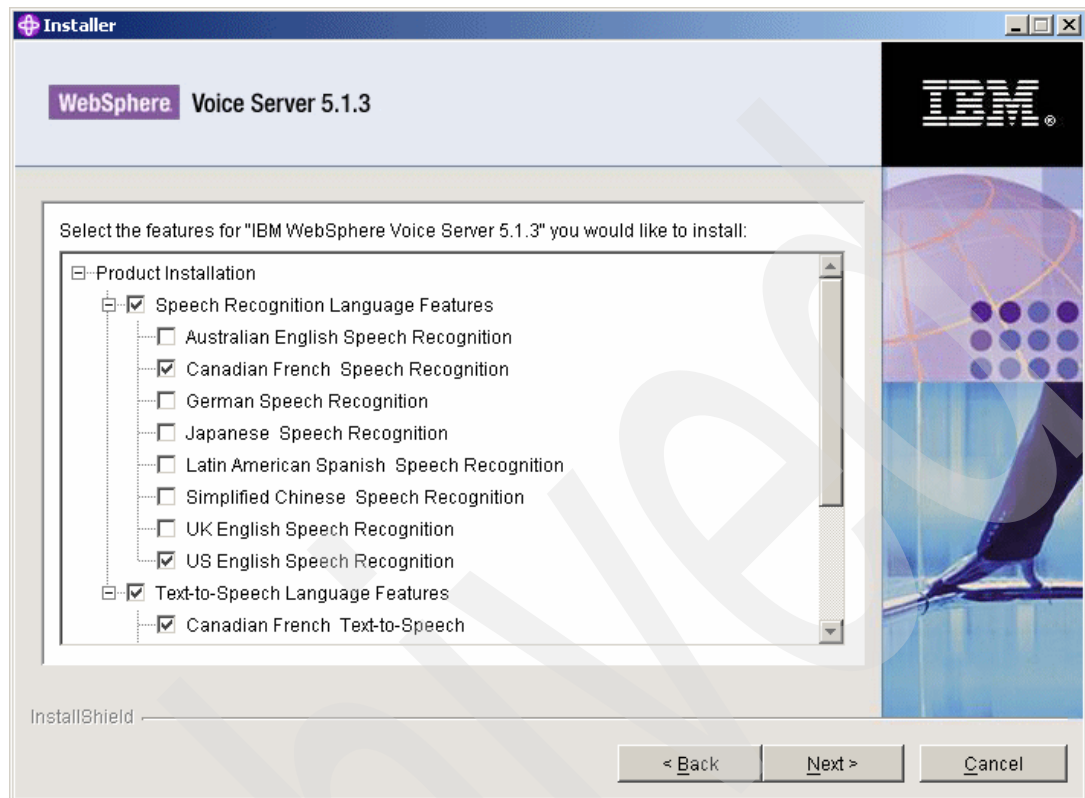 Installer
WebSphere. Voice Server 5.1.3
IBM®
Select the features for "IBM WebSphere Voice Server 5.1.3" you would like to install:
Product Installation
Speech Recognition Language Features
Australian English Speech Recognition
Canadian French  Speech Recognition
German Speech Recognition
Japanese  Speech Recognition
Latin American Spanish  Speech Recognition
Simplified Chinese  Speech Recognition
UK English Speech Recognition
US English Speech Recognition
Text-to-Speech Language Features
Canadian French  Text-to-Speech
InstallShield
< Back
Next >
Cancel